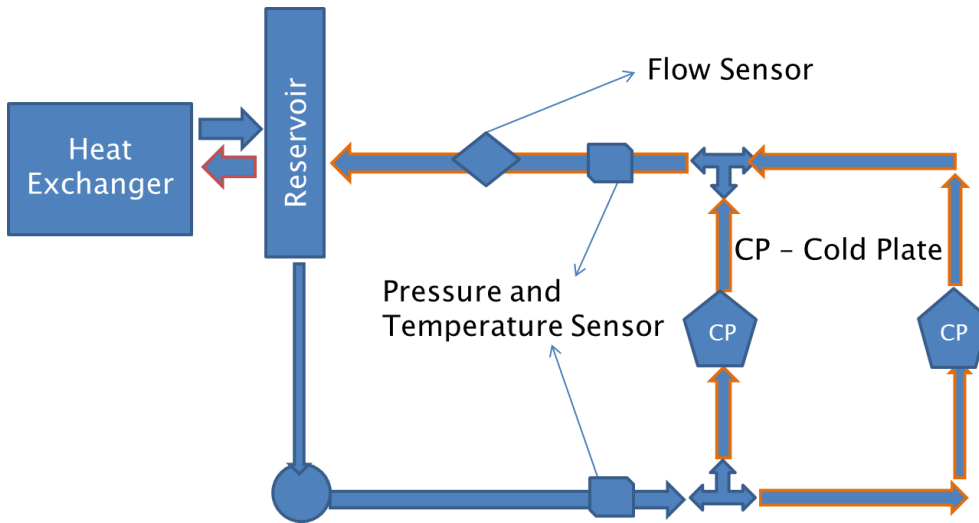 Flow Sensor
Heat
Exchanger
Reservoir
CP – Cold Plate
Pressure and
Temperature Sensor
CP
CP